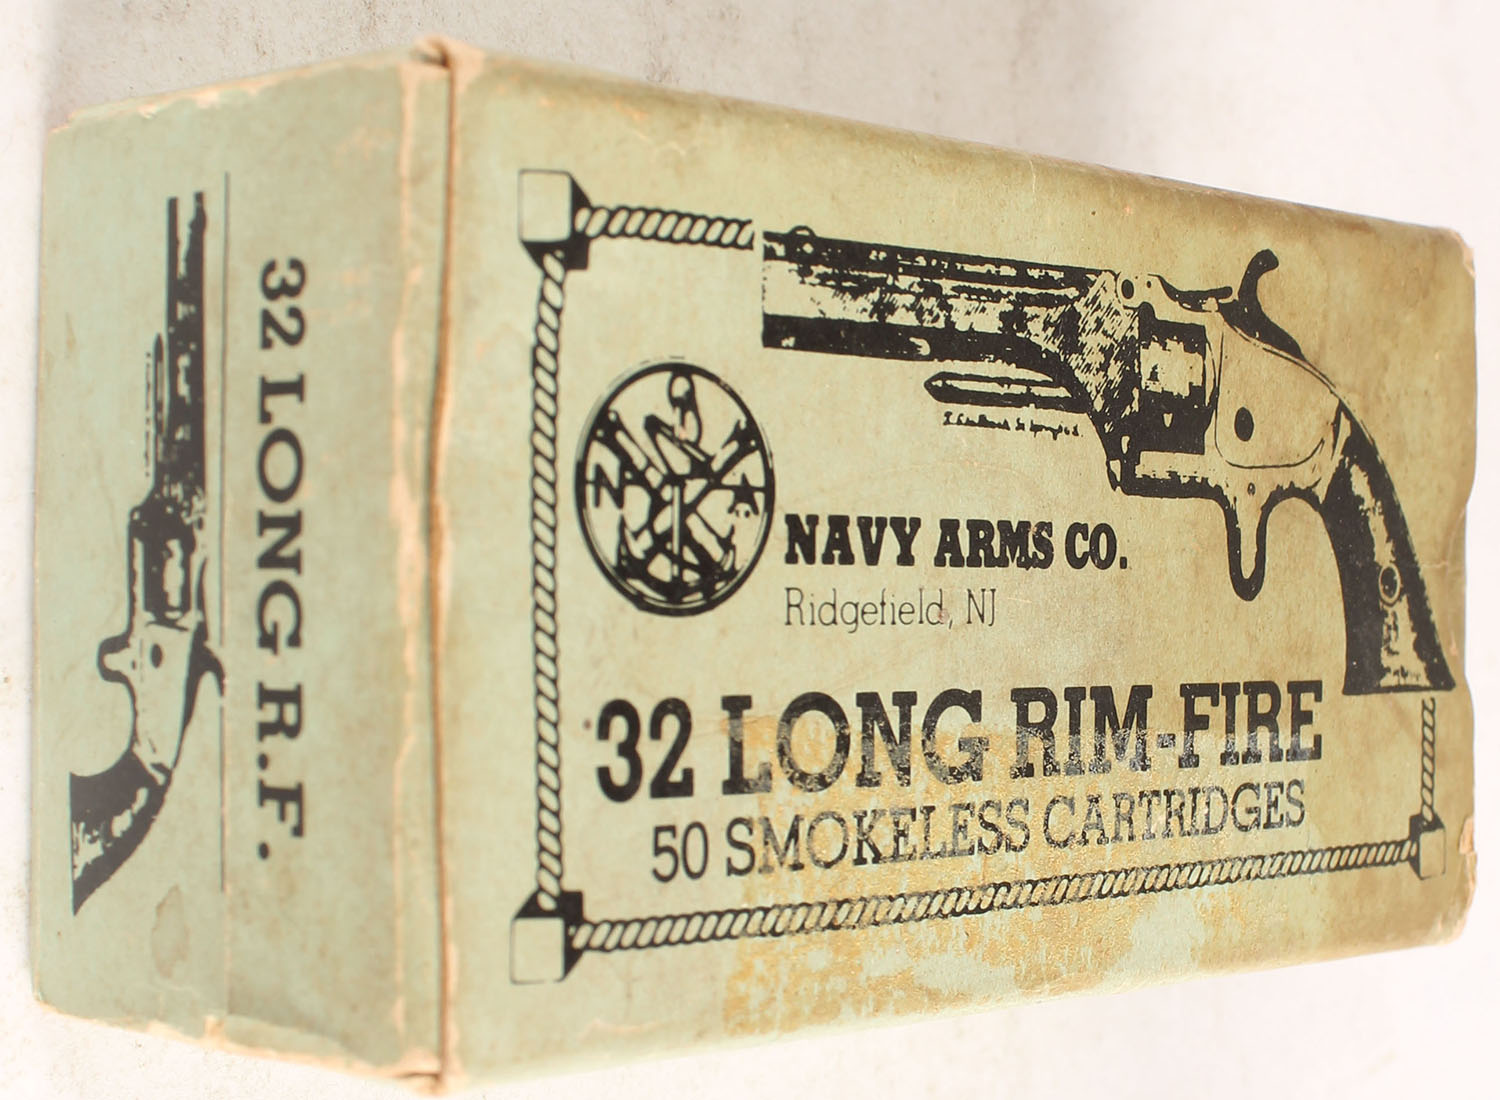 32 LONG R.F.
N A
NAVY ARMS CO.
Ridgefield, NJ
32 LONG RIM-FIRE
50 SMOKELESS CARTRIDGES